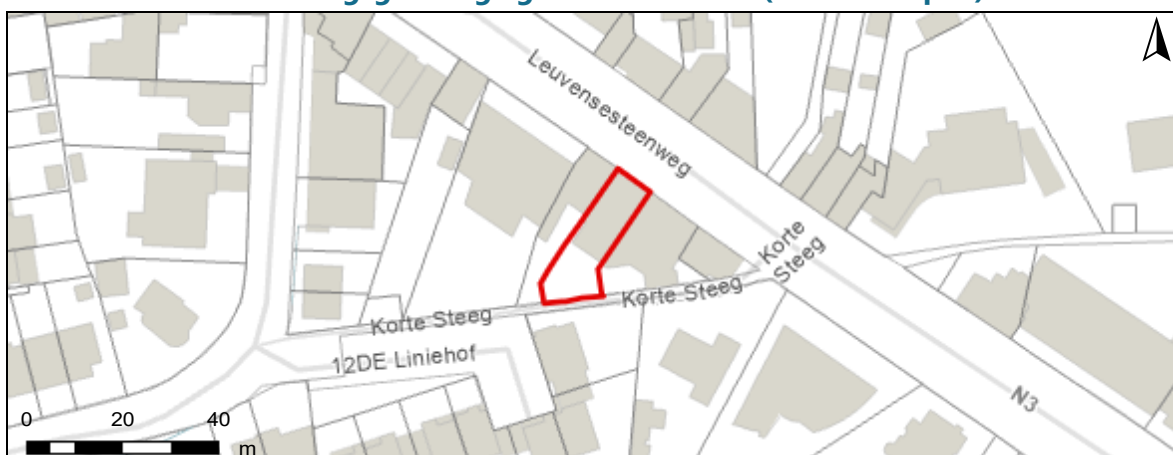 Leuvensesteenweg
Korte
Steeg
Korte Steeg
Korte Steeg
12DE Liniehof
N3
0 20 40
m